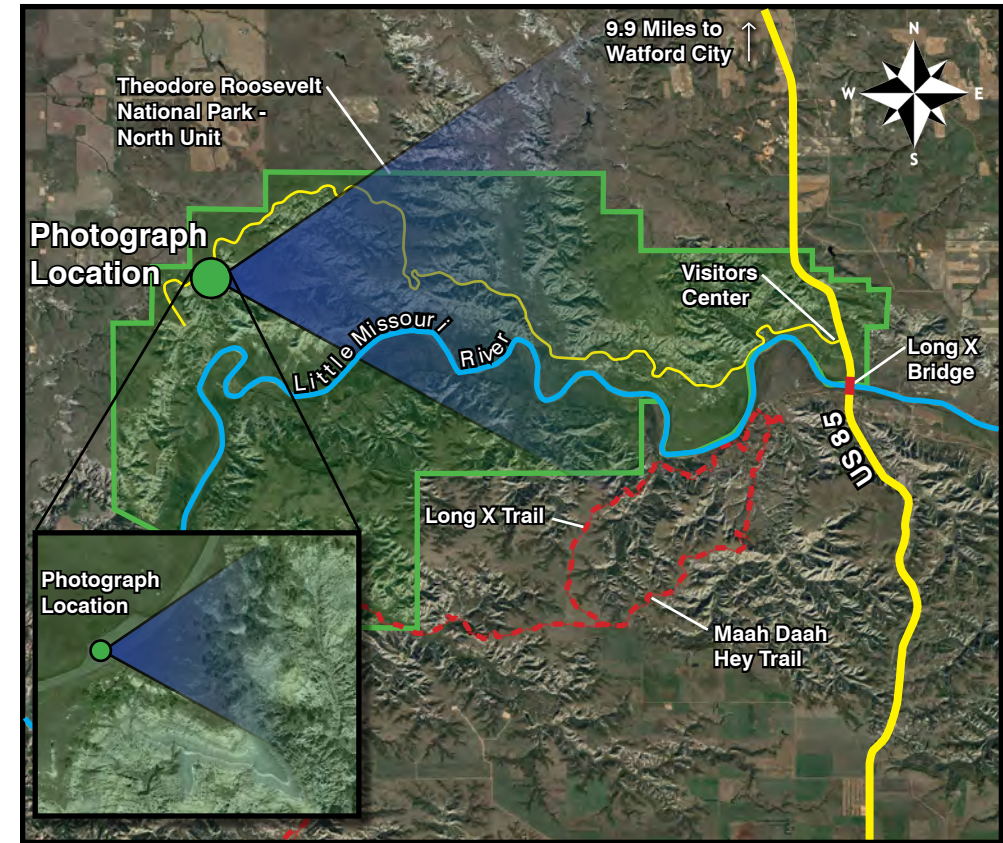 9.9 Miles to
Watford City
N
W
E
S
Theodore Roosevelt
National Park -
North Unit
Photograph
Location
Visitors
Center
Little Missouri
River
Long X
Bridge
US 85
Long X Trail
Photograph
Location
Maah Daah
Hey Trail